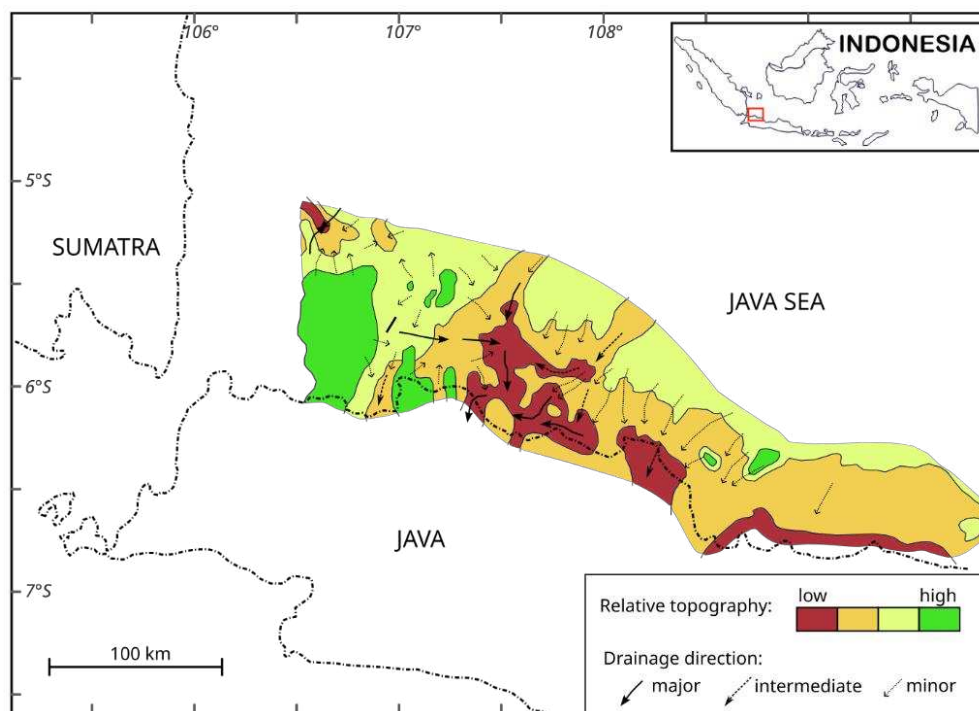 106° 107° 108°
INDONESIA
5°S
SUMATRA
JAVA SEA
6°S
JAVA
7°S
low high
Relative topography:
100 km
Drainage direction:
major intermediate minor